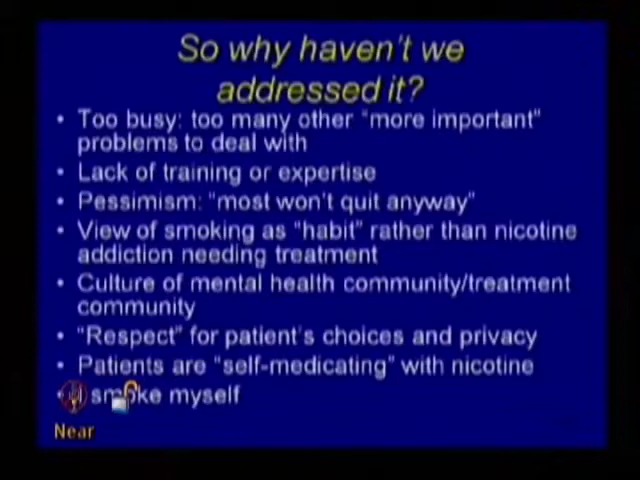 So why haven't we
addressed it?
• Too busy: too many other "more important"
problems to deal with
• Lack of training or expertise
• Pessimism: "most won't quit anyway"
• View of smoking as "habit" rather than nicotine
addiction needing treatment
• Culture of mental health community/treatment
community
• "Respect" for patient's choices and privacy
• Patients are "self-medicating" with nicotine
• I smoke myself
Near